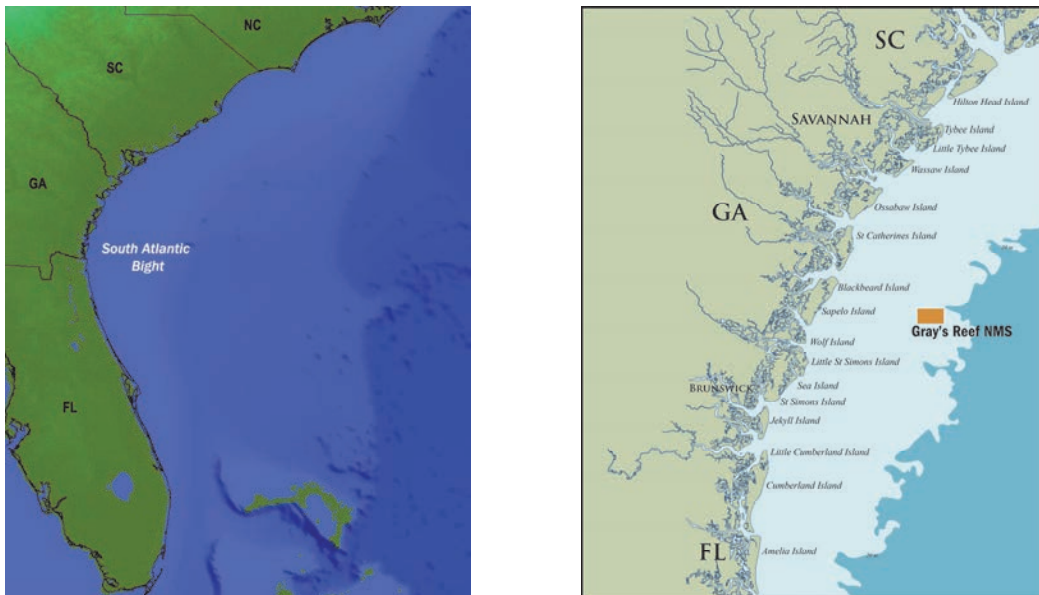 NC
SC
GA
South Atlantic
Bight
FL
SC
Hilton Head Island
SAVANNAH
Tybee Island
Little Tybee Island
Wassaw Island
GA
Ossabaw Island
St Catherines Island
Blackbeard Island
Sapelo Island
Gray's Reef NMS
Wolf Island
Little St Simons Island
BRUNSWICK
Sea Island
St Simons Island
Jekyll Island
Little Cumberland Island
Cumberland Island
FL
Amelia Island